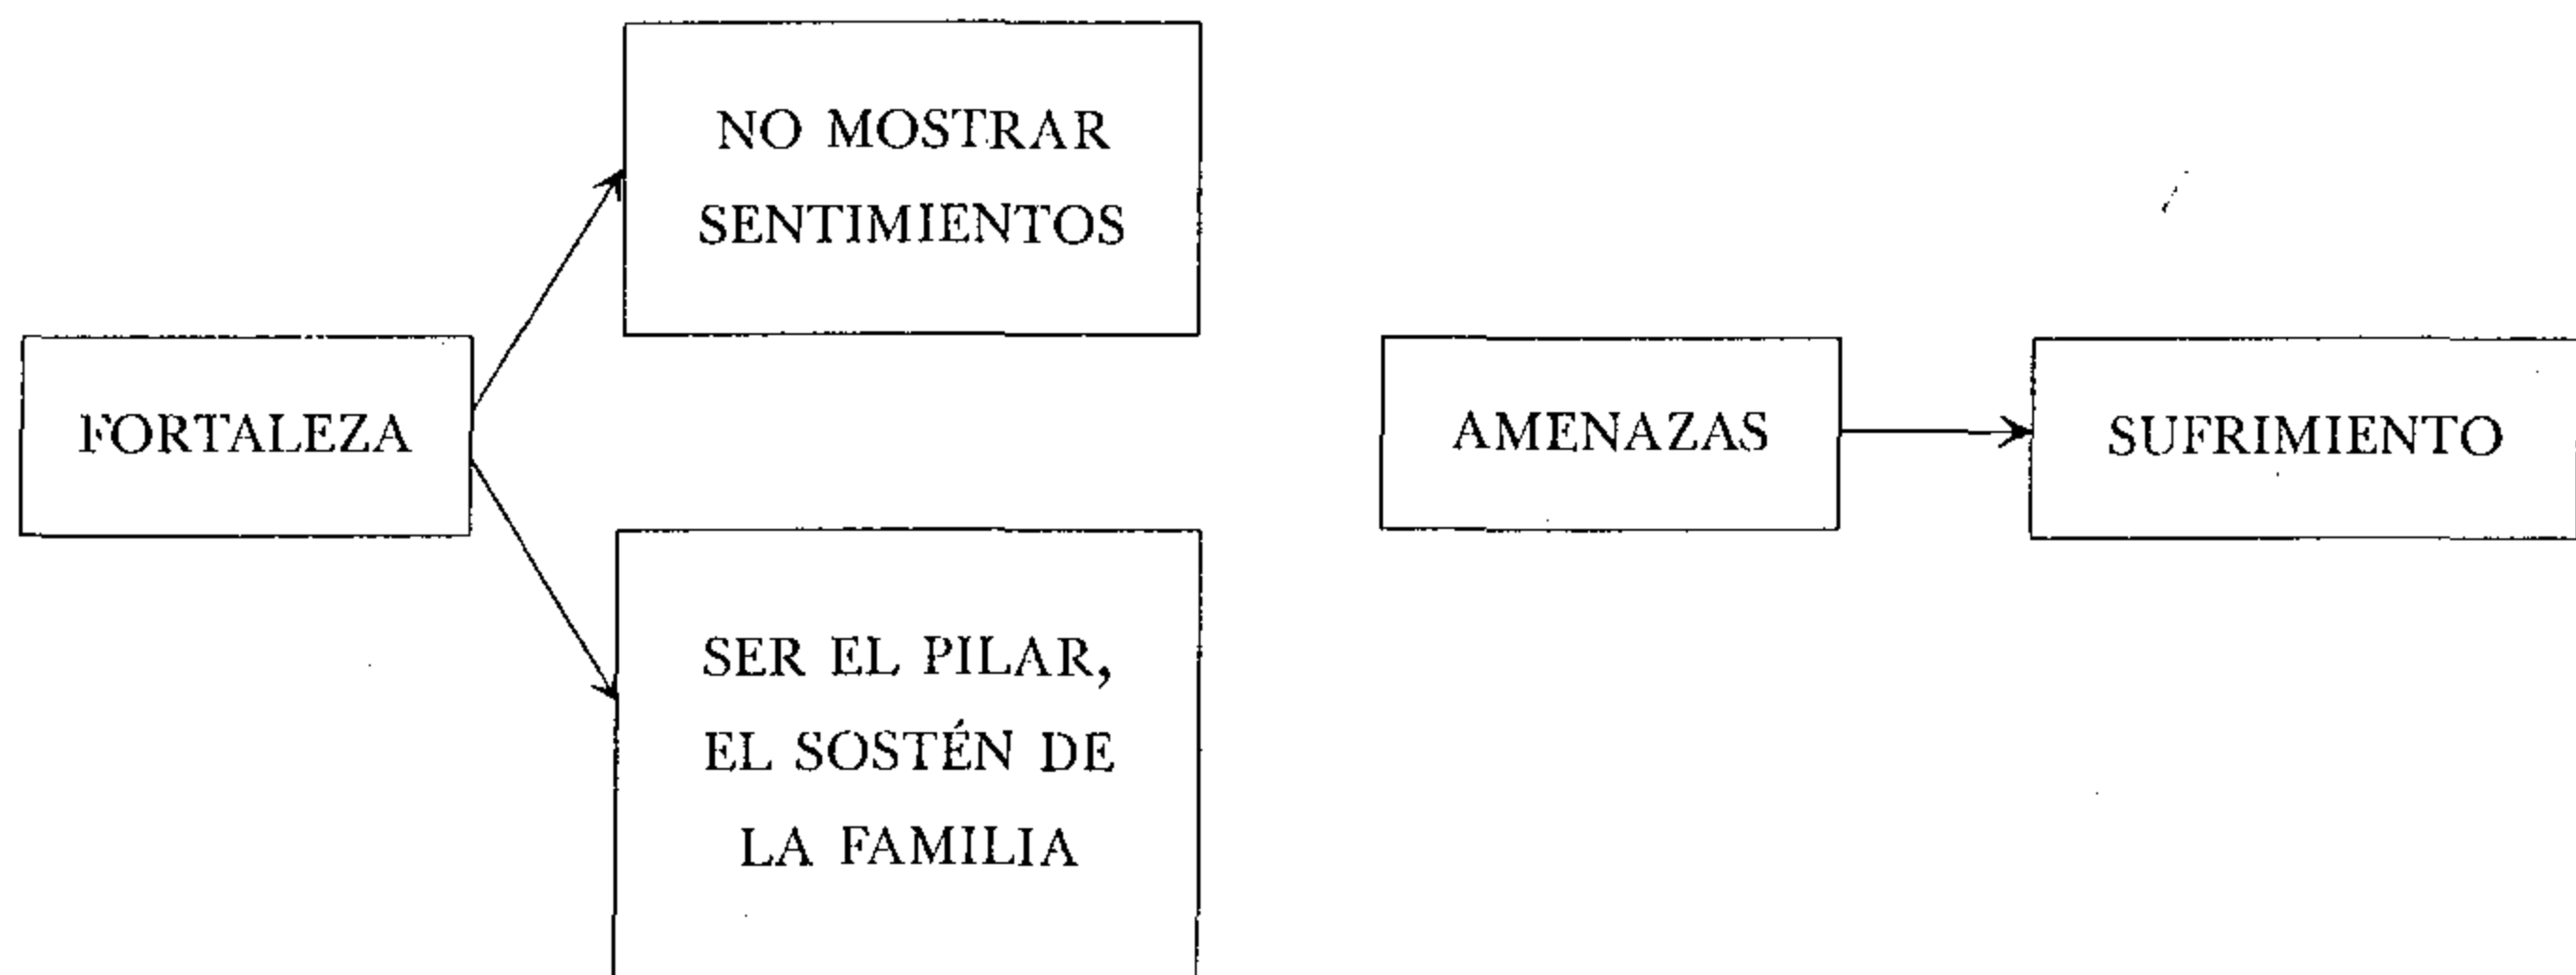 NO MOSTRAR
SENTIMIENTOS
FORTALEZA
SER EL PILAR,
EL SOSTÉN DE
LA FAMILIA
AMENAZAS
SUFRIMIENTO